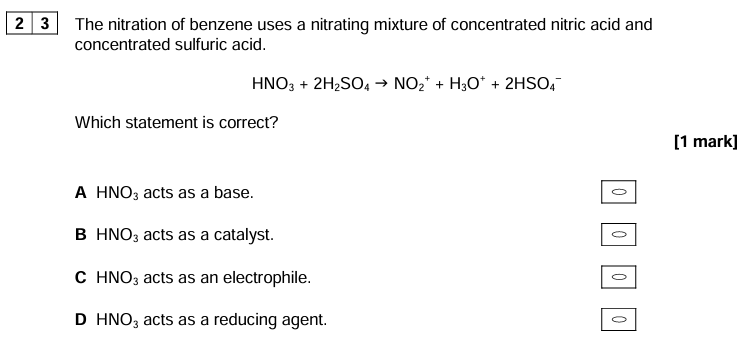 2 3 The nitration of benzene uses a nitrating mixture of concentrated nitric acid and
concentrated sulfuric acid.
HNO₃ + 2H₂SO₄ → NO₂⁺ + H₃O⁺ + 2HSO₄⁻
Which statement is correct?
[1 mark]
A HNO₃ acts as a base.
B HNO₃ acts as a catalyst.
C HNO₃ acts as an electrophile.
D HNO₃ acts as a reducing agent.